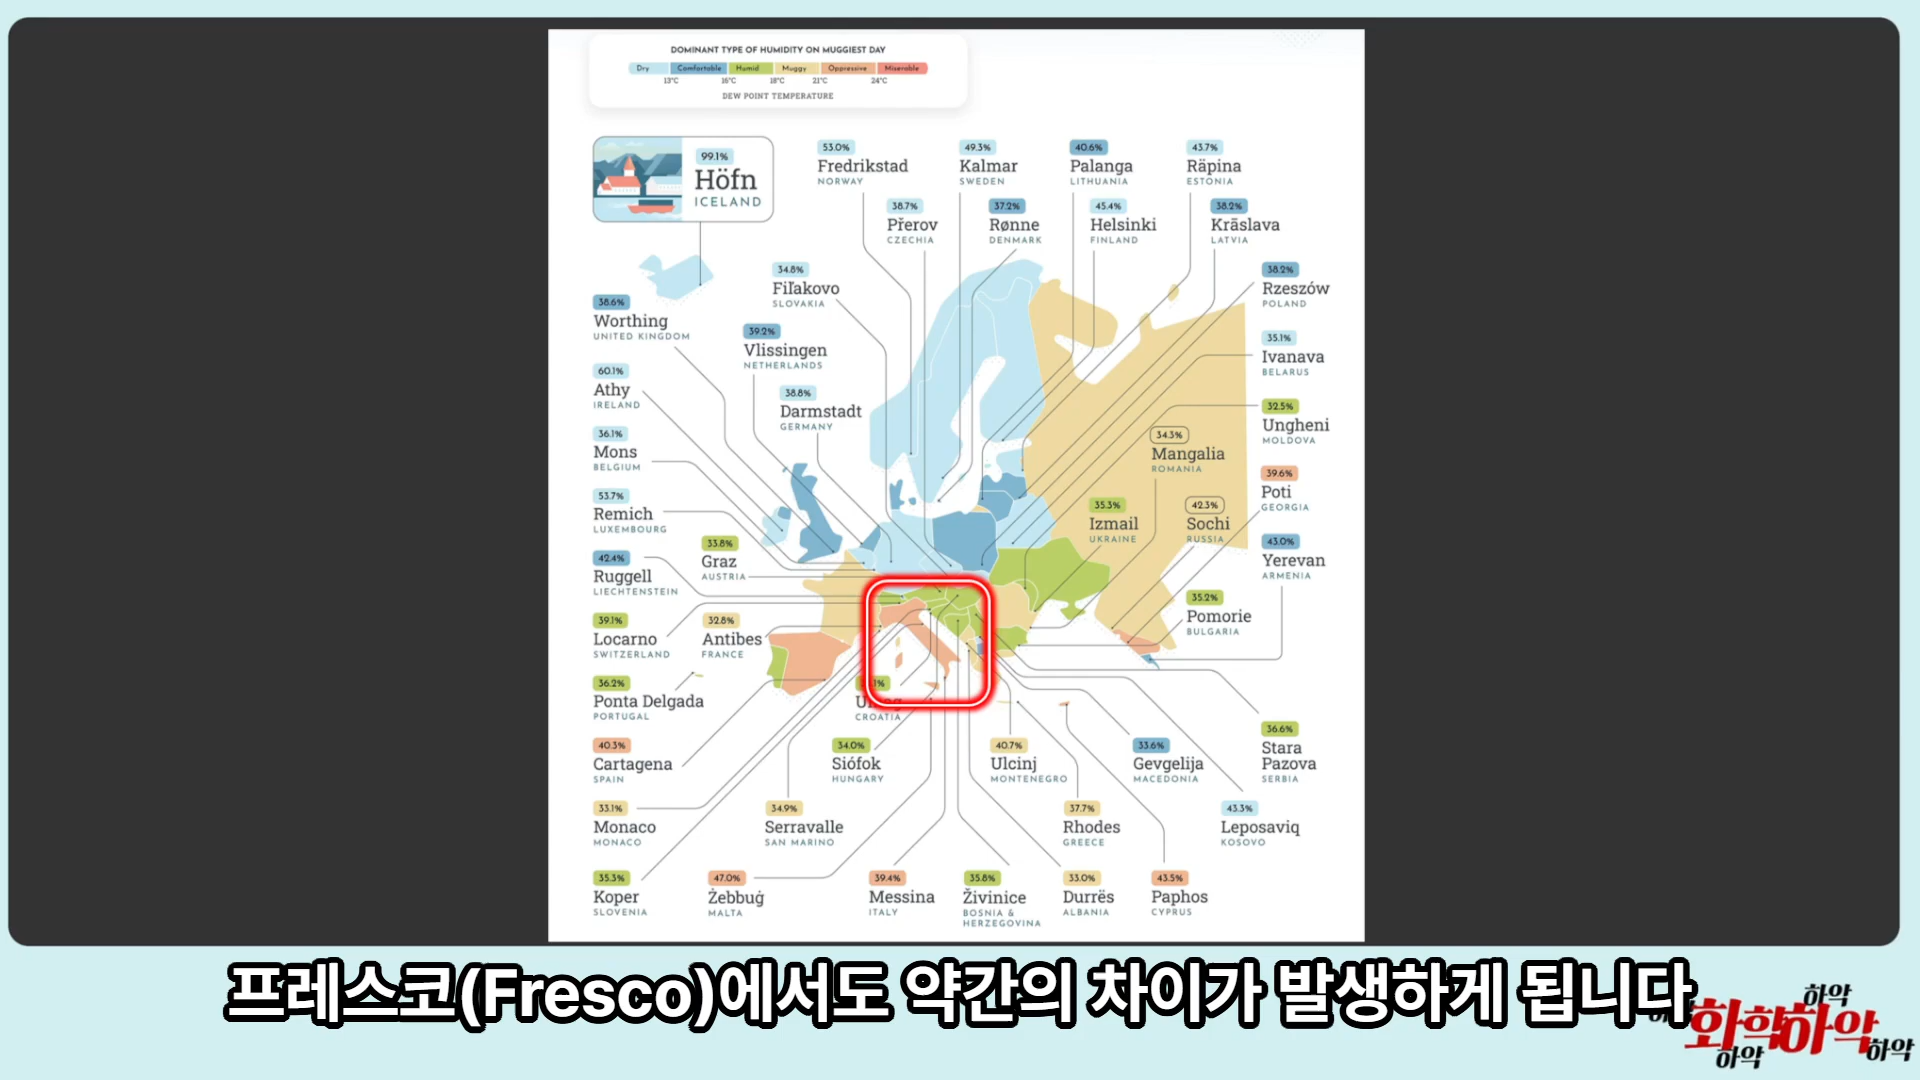 DOMINANT TYPE OF HUMIDITY ON MUGGIEST DAY
Dry Comfortable Humid Muggy Oppressive Miserable
13°C 16°C 18°C 21°C 24°C
DEW POINT TEMPERATURE
99.1%
Höfn
ICELAND
53.0%
Fredrikstad
NORWAY
49.3%
Kalmar
SWEDEN
40.6%
Palanga
LITHUANIA
43.7%
Räpina
ESTONIA
38.7%
Přerov
CZECHIA
37.2%
Rønne
DENMARK
45.4%
Helsinki
FINLAND
38.2%
Krāslava
LATVIA
34.8%
Fiľakovo
SLOVAKIA
38.2%
Rzeszów
POLAND
38.6%
Worthing
UNITED KINGDOM
39.2%
Vlissingen
NETHERLANDS
35.1%
Ivanava
BELARUS
60.1%
Athy
IRELAND
38.8%
Darmstadt
GERMANY
32.5%
Ungheni
MOLDOVA
36.1%
Mons
BELGIUM
34.3%
Mangalia
ROMANIA
39.6%
Poti
GEORGIA
53.7%
Remich
LUXEMBOURG
35.3%
Izmail
UKRAINE
42.3%
Sochi
RUSSIA
33.8%
Graz
AUSTRIA
43.0%
Yerevan
ARMENIA
42.4%
Ruggell
LIECHTENSTEIN
35.2%
Pomorie
BULGARIA
39.1%
Locarno
SWITZERLAND
32.8%
Antibes
FRANCE
36.2%
Ponta Delgada
PORTUGAL
CROATIA
36.6%
Stara
Pazova
SERBIA
40.3%
Cartagena
SPAIN
34.0%
Siófok
HUNGARY
40.7%
Ulcinj
MONTENEGRO
33.6%
Gevgelija
MACEDONIA
33.1%
Monaco
MONACO
34.9%
Serravalle
SAN MARINO
37.7%
Rhodes
GREECE
43.3%
Leposaviq
KOSOVO
35.3%
Koper
SLOVENIA
47.0%
Żebbuġ
MALTA
39.4%
Messina
ITALY
35.8%
Živinice
BOSNIA &
HERZEGOVINA
33.0%
Durrës
ALBANIA
43.5%
Paphos
CYPRUS
프레스코(Fresco)에서도 약간의 차이가 발생하게 됩니다
하약
화학하약
하약 하약